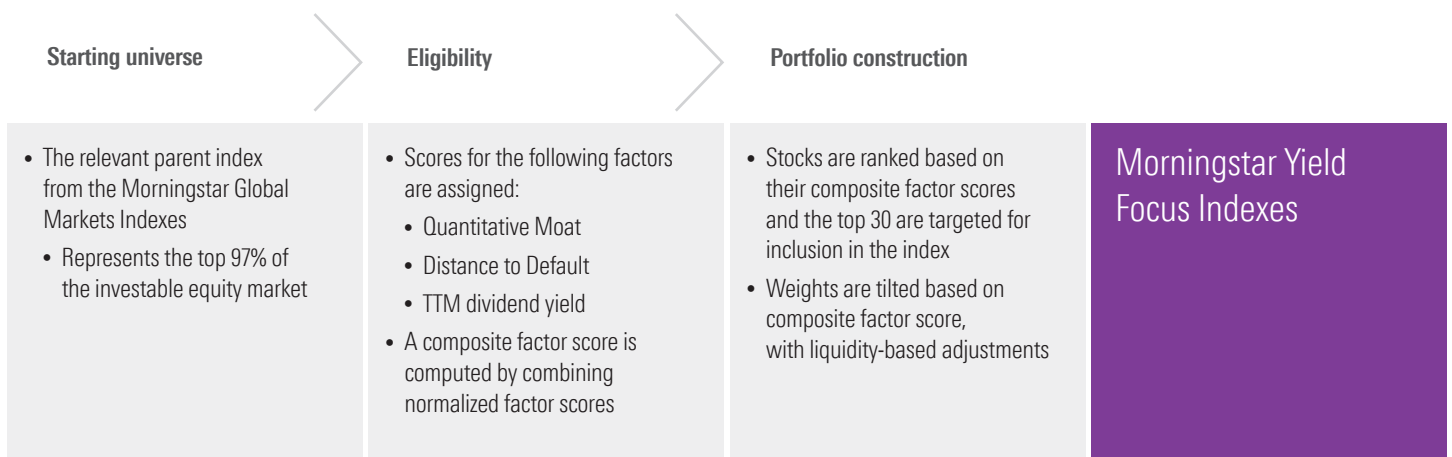 Starting universe
Eligibility
Portfolio construction
• The relevant parent index
from the Morningstar Global
Markets Indexes
• Represents the top 97% of
the investable equity market
• Scores for the following factors
are assigned:
• Quantitative Moat
• Distance to Default
• TTM dividend yield
• A composite factor score is
computed by combining
normalized factor scores
• Stocks are ranked based on
their composite factor scores
and the top 30 are targeted for
inclusion in the index
• Weights are tilted based on
composite factor score,
with liquidity-based adjustments
Morningstar Yield
Focus Indexes